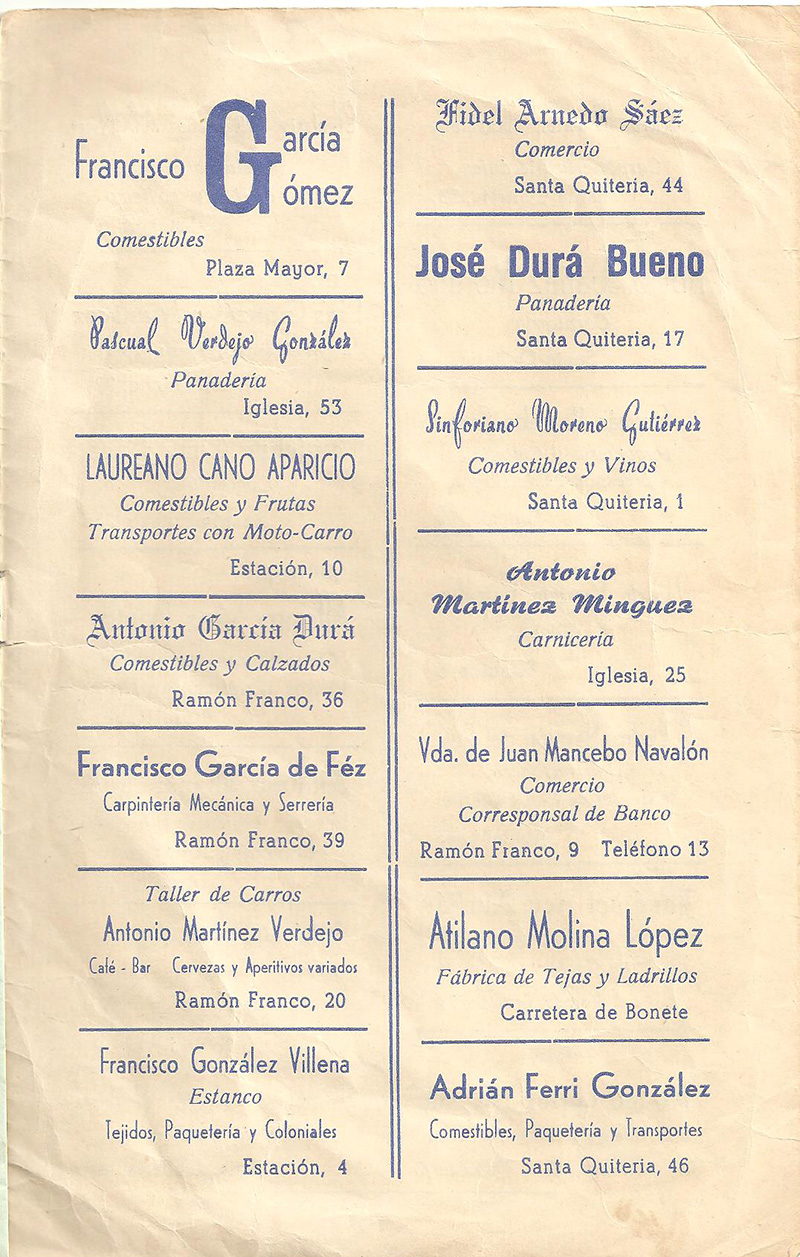 Francisco García
Gómez
Comestibles
Plaza Mayor, 7
Pascual Verdejo González
Panadería
Iglesia, 53
LAUREANO CANO APARICIO
Comestibles y Frutas
Transportes con Moto-Carro
Estación, 10
Antonio García Durá
Comestibles y Calzados
Ramón Franco, 36
Francisco García de Féz
Carpintería Mecánica y Serrería
Ramón Franco, 39
Taller de Carros
Antonio Martínez Verdejo
Café - Bar Cervezas y Aperitivos variados
Ramón Franco, 20
Francisco González Villena
Estanco
Tejidos, Paquetería y Coloniales
Estación, 4
Fidel Arnedo Sáez
Comercio
Santa Quiteria, 44
José Durá Bueno
Panadería
Santa Quiteria, 17
Sinforiano Moreno Gutiérrez
Comestibles y Vinos
Santa Quiteria, 1
Antonio
Martínez Minguez
Carnicería
Iglesia, 25
Vda. de Juan Mancebo Navalón
Comercio
Corresponsal de Banco
Ramón Franco, 9 Teléfono 13
Atilano Molina López
Fábrica de Tejas y Ladrillos
Carretera de Bonete
Adrián Ferri González
Comestibles, Paquetería y Transportes
Santa Quiteria, 46